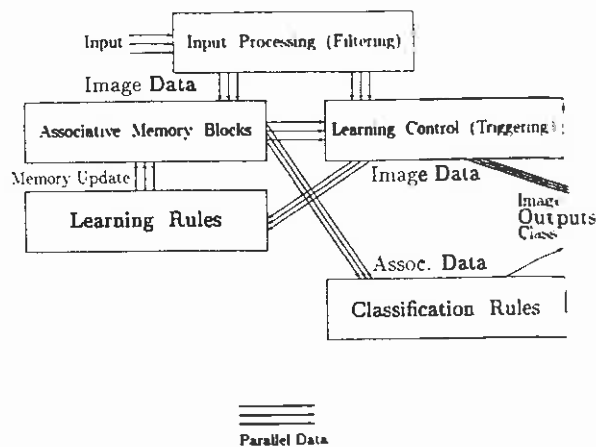 Input
Input Processing (Filtering)
Image Data
Associative Memory Blocks
Learning Control (Triggering)
Memory Update
Image Data
Learning Rules
Image
Outputs
Class
Assoc. Data
Classification Rules
Parallel Data